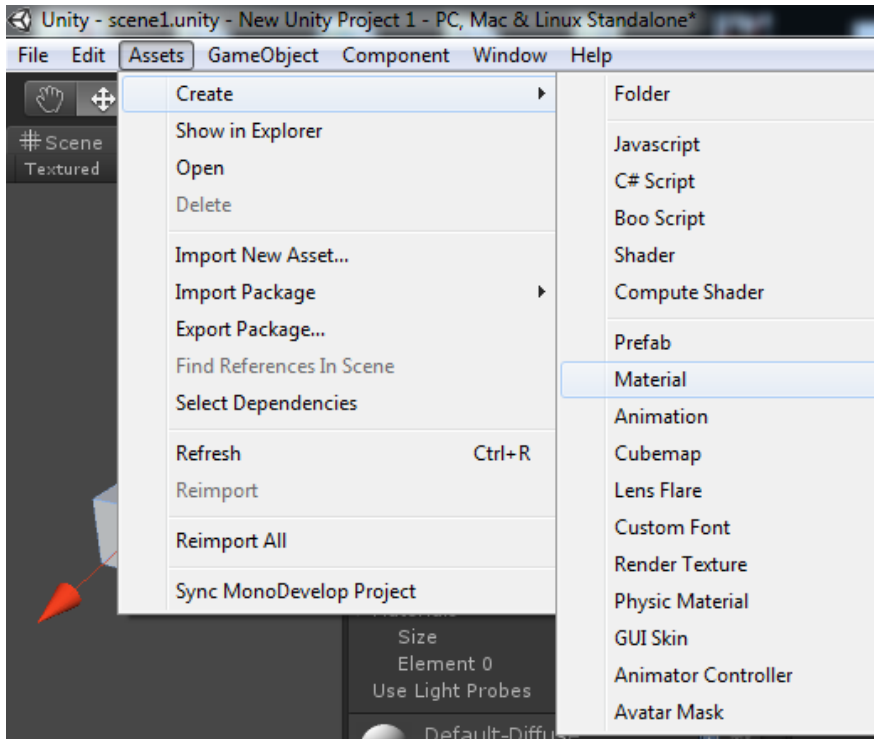 Unity - scene1.unity - New Unity Project 1 - PC, Mac & Linux Standalone*
File Edit Assets GameObject Component Window Help
Create
Show in Explorer
Open
Delete
Import New Asset...
Import Package
Export Package...
Find References In Scene
Select Dependencies
Refresh Ctrl+R
Reimport
Reimport All
Sync MonoDevelop Project
Folder
Javascript
C# Script
Boo Script
Shader
Compute Shader
Prefab
Material
Animation
Cubemap
Lens Flare
Custom Font
Render Texture
Physic Material
GUI Skin
Animator Controller
Avatar Mask
Scene
Textured
Size
Element 0
Use Light Probes